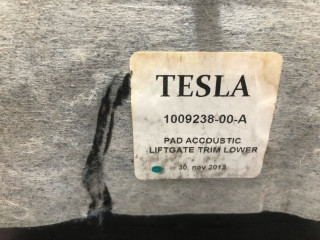 TESLA
1009238-00-A
PAD ACCOUSTIC
LIFTGATE TRIM LOWER
30. nov 2013